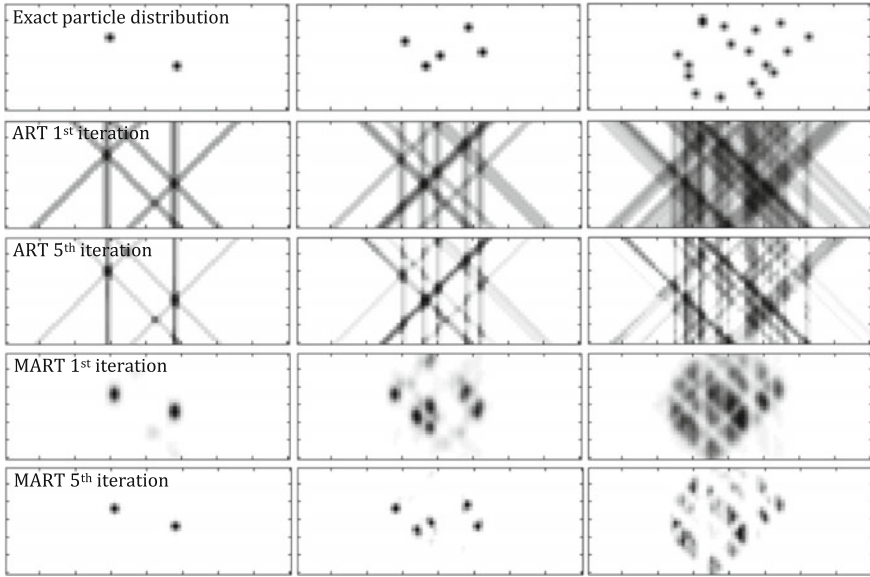 Exact particle distribution
ART 1st iteration
ART 5th iteration
MART 1st iteration
MART 5th iteration